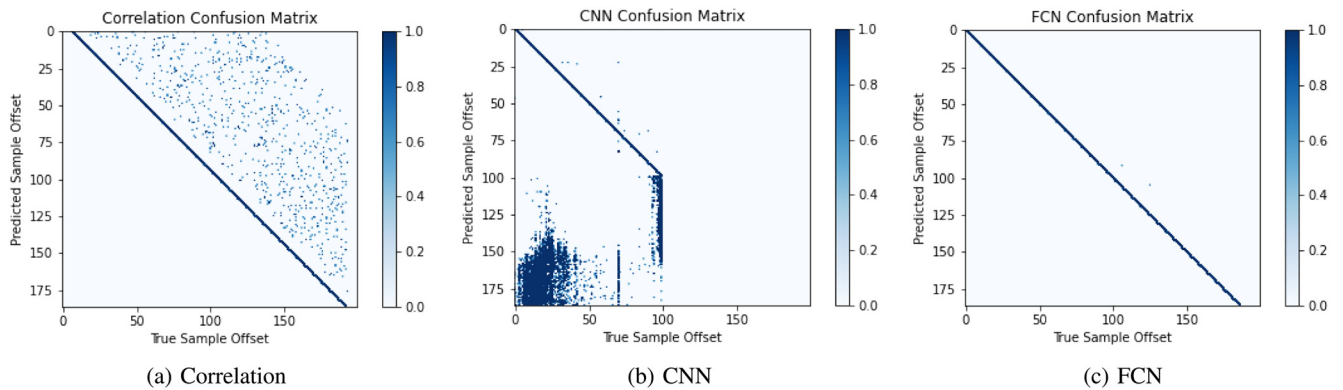 Correlation Confusion Matrix
Predicted Sample Offset
0
25
50
75
100
125
150
175
0 50 100 150
True Sample Offset
1.0
0.8
0.6
0.4
0.2
0.0
(a) Correlation
CNN Confusion Matrix
Predicted Sample Offset
0
25
50
75
100
125
150
175
0 50 100 150
True Sample Offset
1.0
0.8
0.6
0.4
0.2
0.0
(b) CNN
FCN Confusion Matrix
Predicted Sample Offset
0
25
50
75
100
125
150
175
0 50 100 150
True Sample Offset
1.0
0.8
0.6
0.4
0.2
0.0
(c) FCN